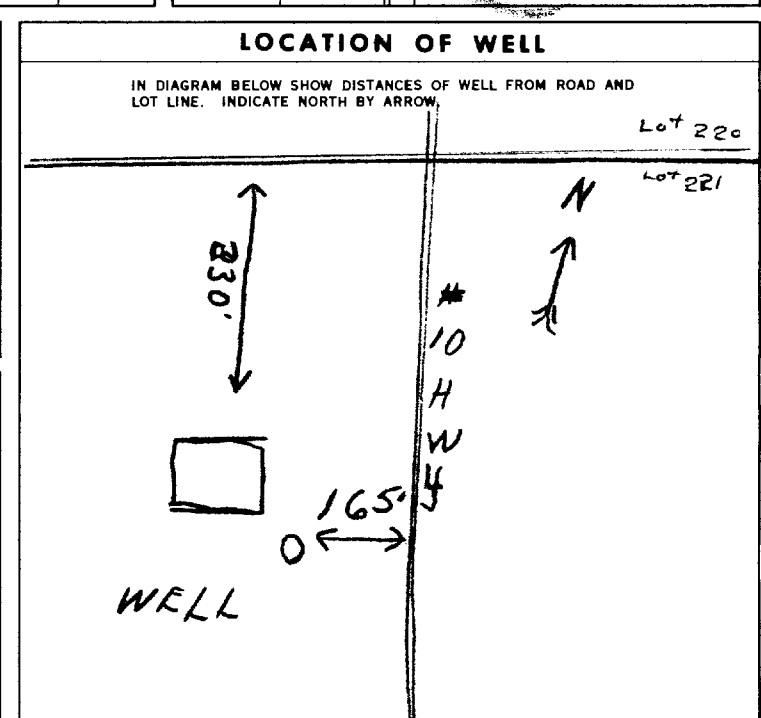 LOCATION OF WELL
IN DIAGRAM BELOW SHOW DISTANCES OF WELL FROM ROAD AND
LOT LINE. INDICATE NORTH BY ARROW.
Lot 220
Lot 221
N
330'
#
10
H
W
Y
165'
O
WELL